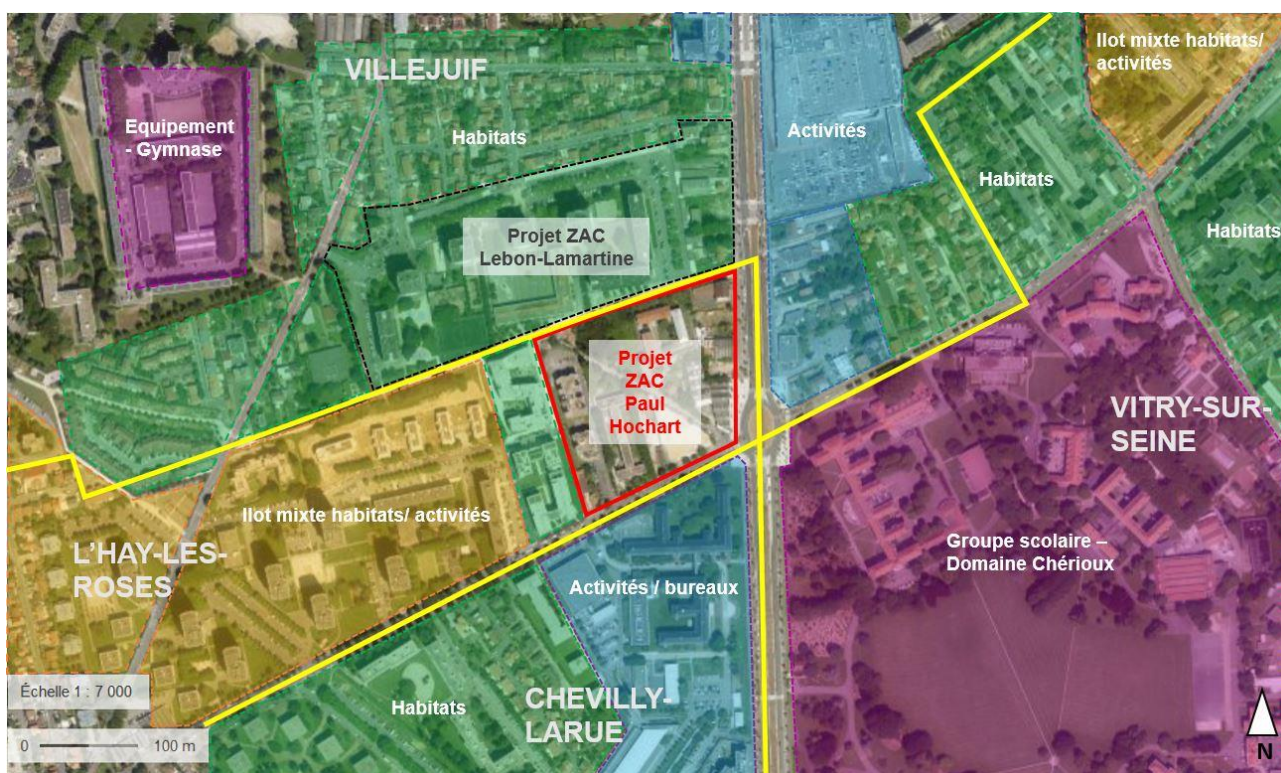 VILLEJUIF
Ilot mixte habitats/
activités
Equipement
- Gymnase
Habitats
Activités
Habitats
Habitats
Projet ZAC
Lebon-Lamartine
Projet
ZAC
Paul
Hochart
VITRY-SUR-
SEINE
Ilot mixte habitats/ activités
L'HAY-LES-
ROSES
Groupe scolaire –
Domaine Chérioux
Activités / bureaux
Habitats
CHEVILLY-
LARUE
Échelle 1 : 7 000
0 100 m
N